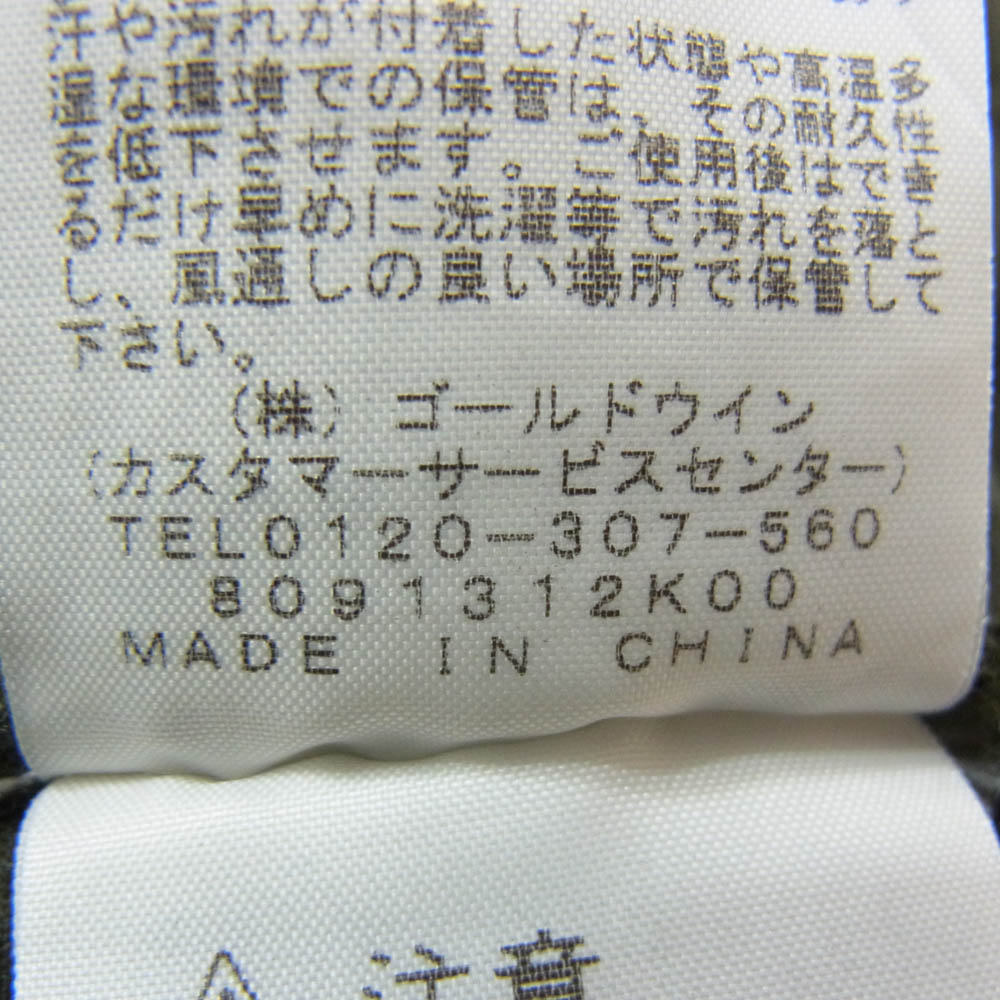 汗や汚れが付着した状態や高温多
湿な環境での保管は、その耐久性
を低下させます。ご使用後はできと
るだけ早めに洗濯等で汚れを落とし
し、風通しの良い場所で保管して
下さい。
(株) ゴールドウイン
(カスタマーサービスセンター)
TEL0120-307-560
8091312K00
MADE IN CHINA
注意